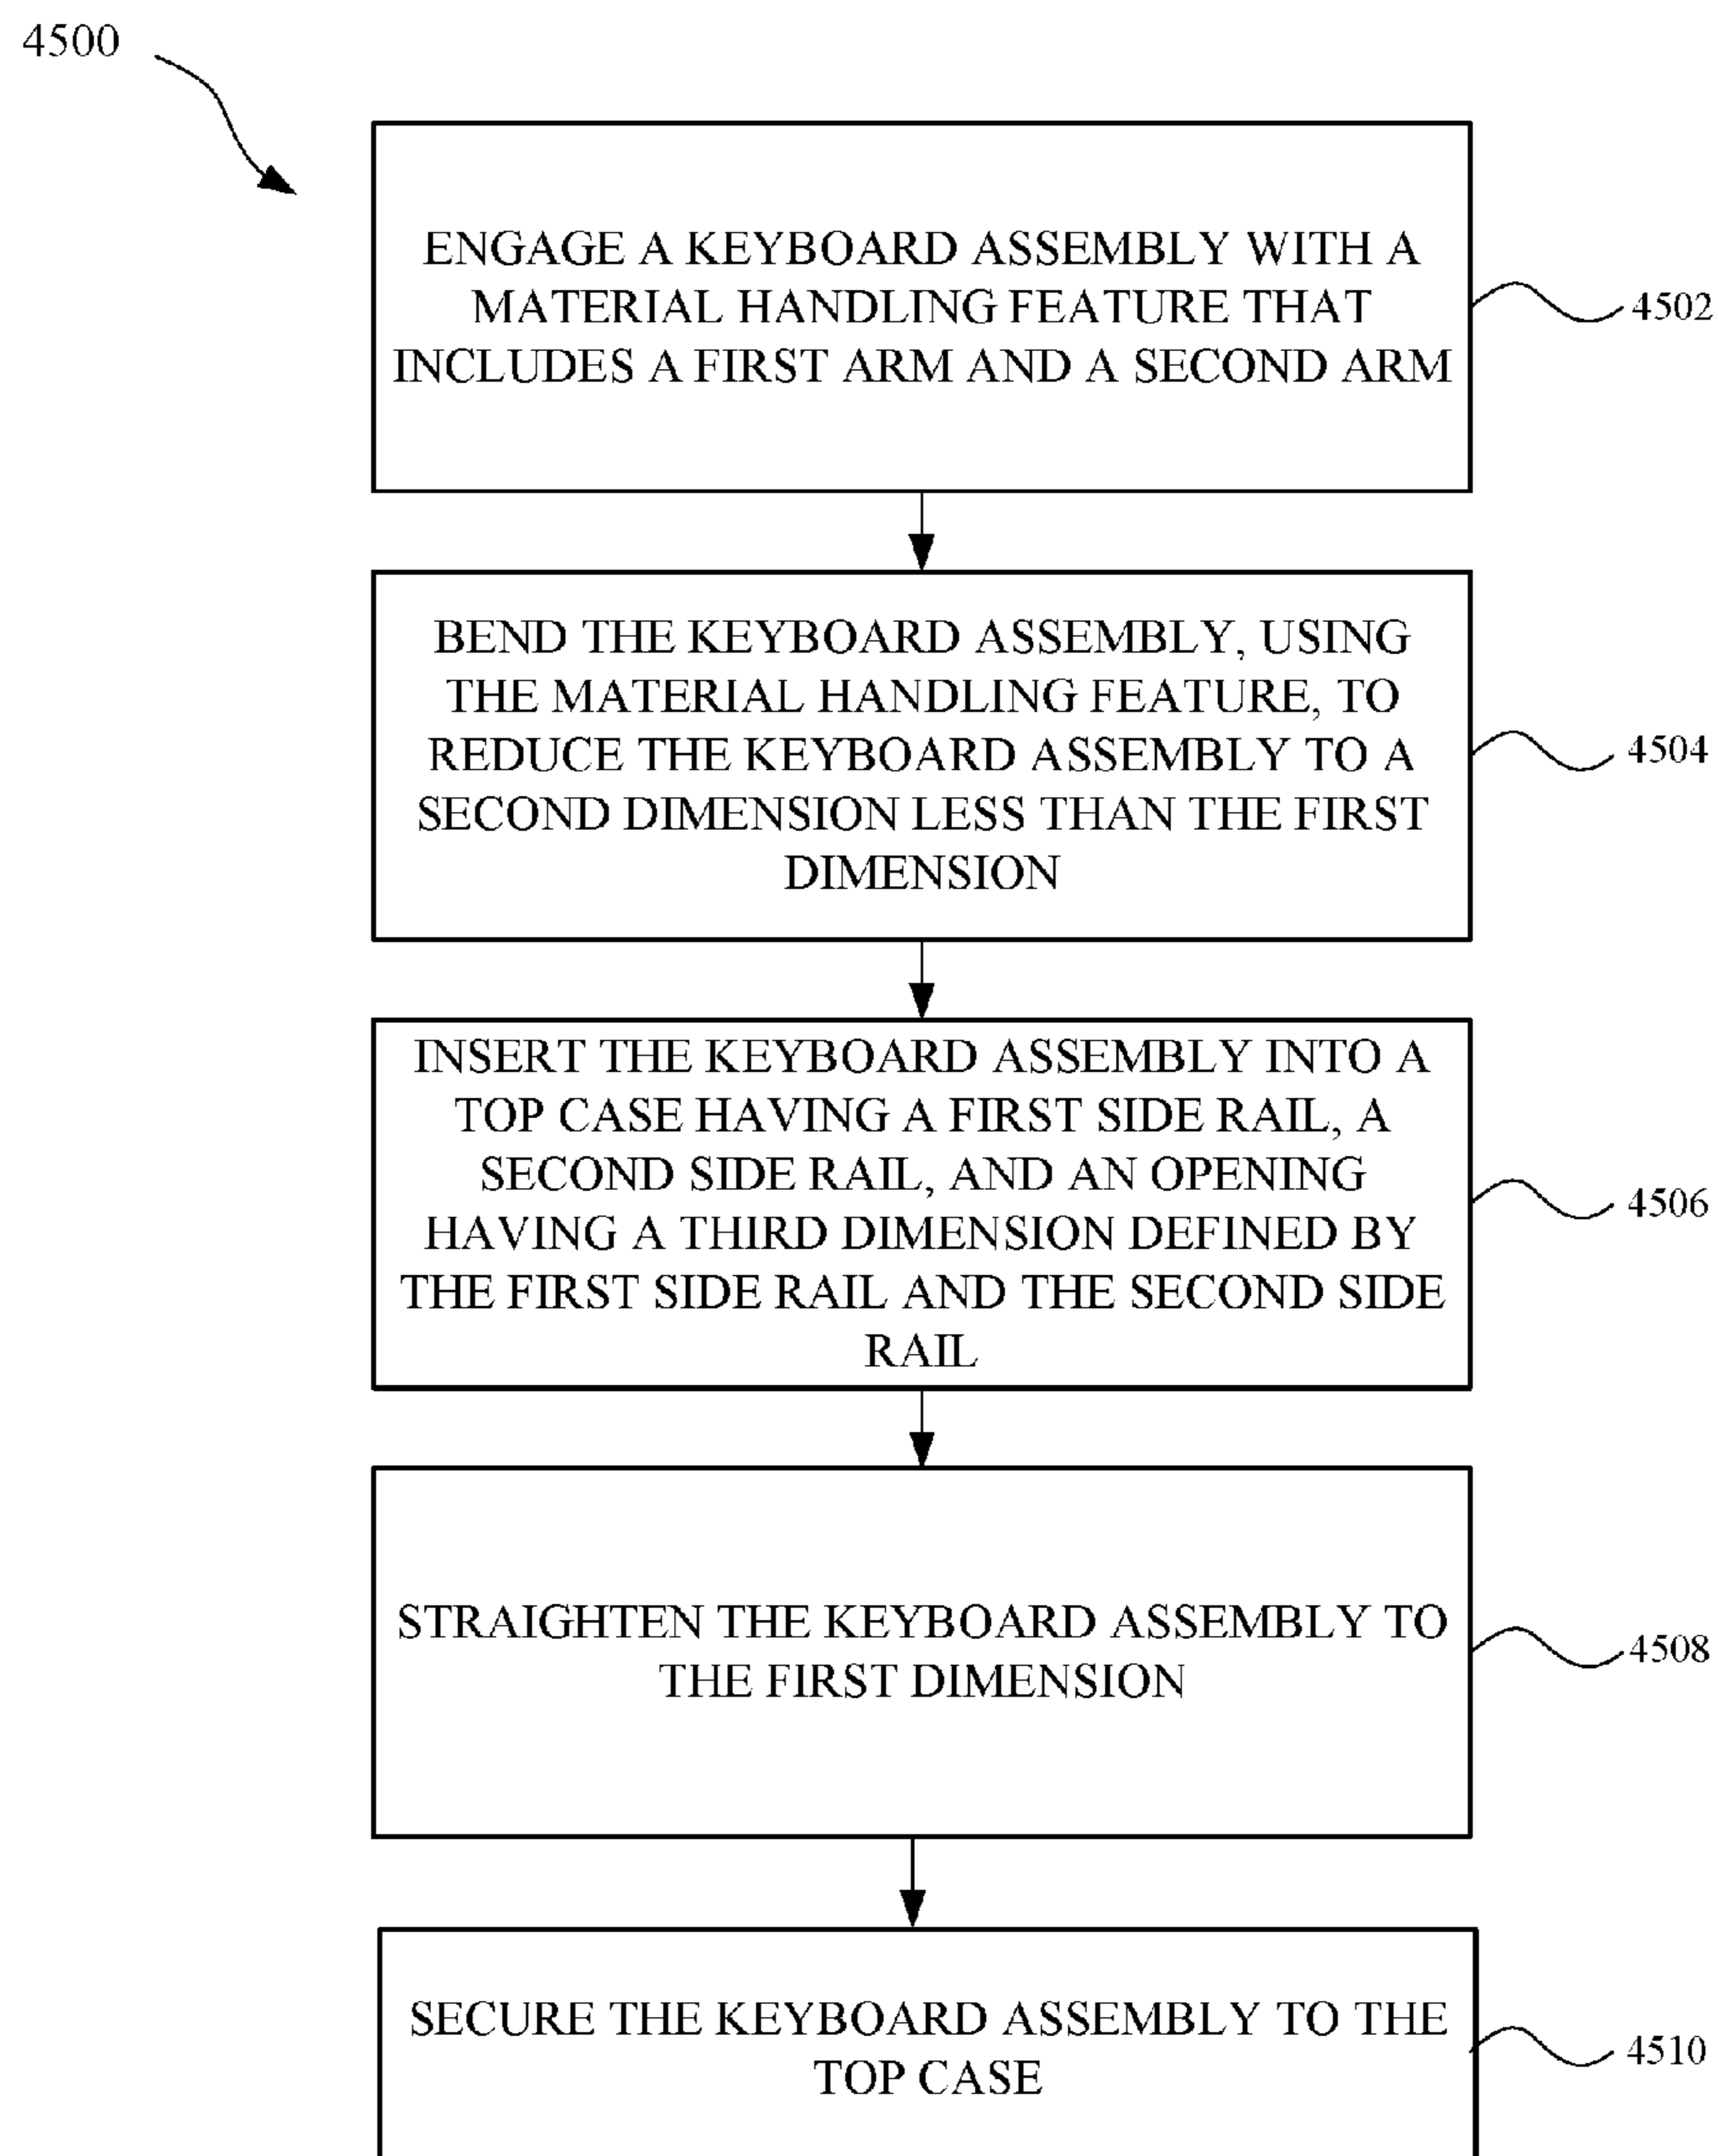 4500
ENGAGE A KEYBOARD ASSEMBLY WITH A
MATERIAL HANDLING FEATURE THAT
INCLUDES A FIRST ARM AND A SECOND ARM
4502
BEND THE KEYBOARD ASSEMBLY, USING
THE MATERIAL HANDLING FEATURE, TO
REDUCE THE KEYBOARD ASSEMBLY TO A
SECOND DIMENSION LESS THAN THE FIRST
DIMENSION
4504
INSERT THE KEYBOARD ASSEMBLY INTO A
TOP CASE HAVING A FIRST SIDE RAIL, A
SECOND SIDE RAIL, AND AN OPENING
HAVING A THIRD DIMENSION DEFINED BY
THE FIRST SIDE RAIL AND THE SECOND SIDE
RAIL
4506
STRAIGHTEN THE KEYBOARD ASSEMBLY TO
THE FIRST DIMENSION
4508
SECURE THE KEYBOARD ASSEMBLY TO THE
TOP CASE
4510